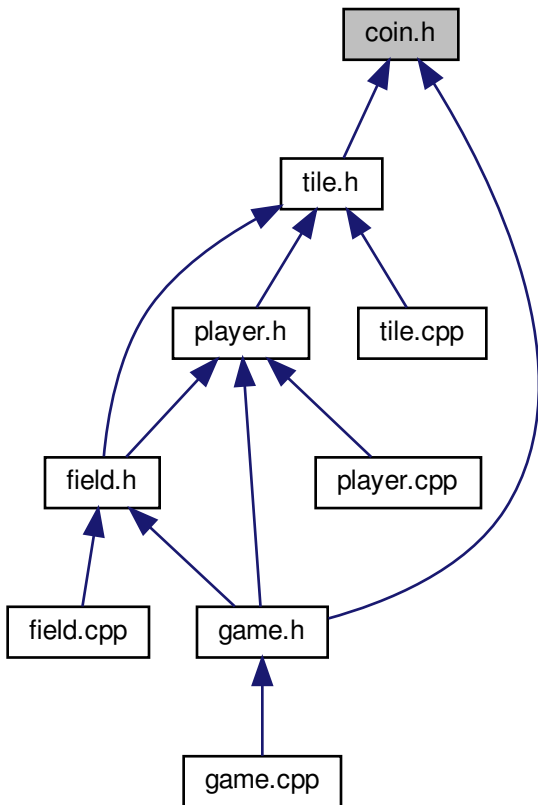 coin.h
tile.h
player.h
tile.cpp
field.h
player.cpp
field.cpp
game.h
game.cpp